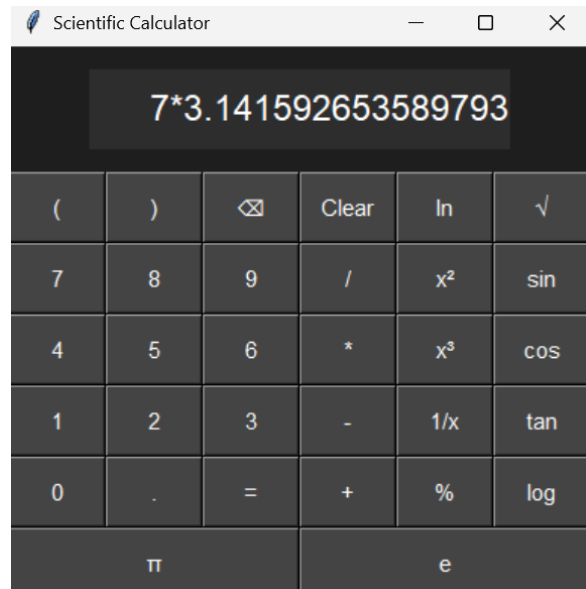 Scientific Calculator
7*3.141592653589793
( ) ⌫ Clear ln √
7 8 9 / x² sin
4 5 6 * x³ cos
1 2 3 - 1/x tan
0 . = + % log
π e